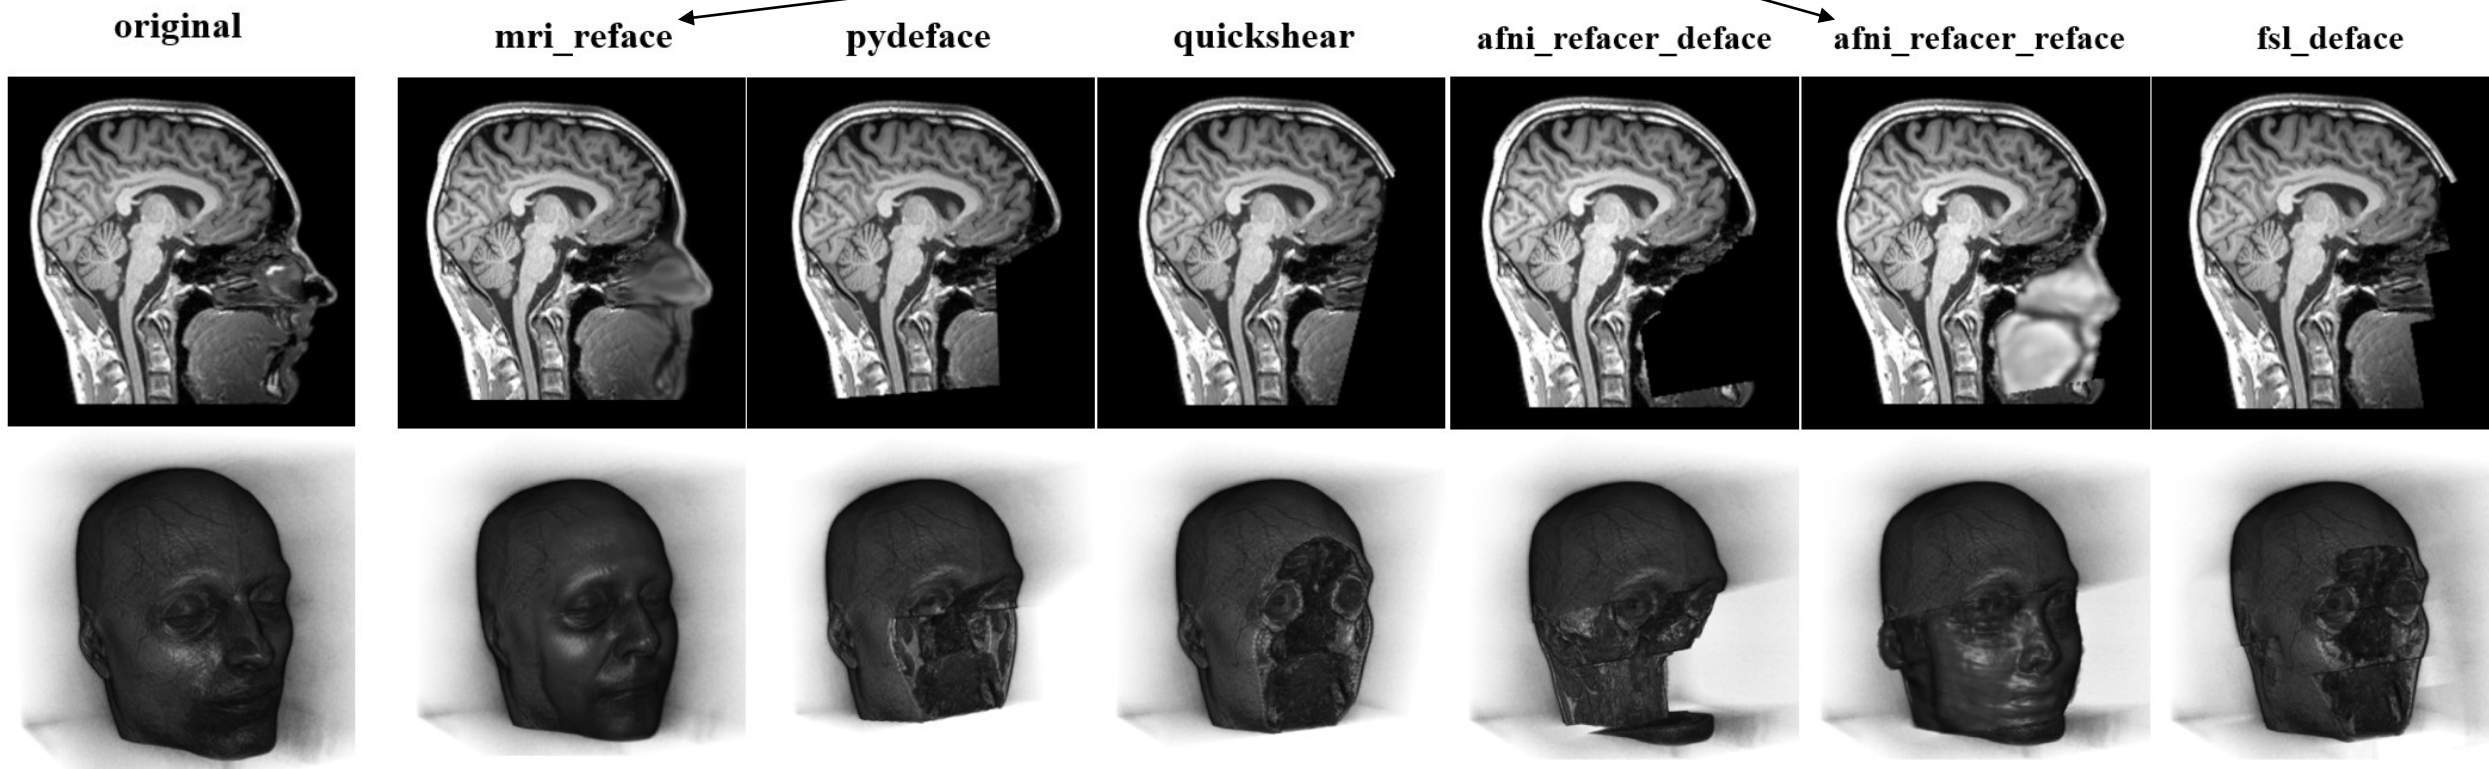 original
mri_reface
pydeface
quickshear
afni_refacer_deface
afni_refacer_reface
fsl_deface